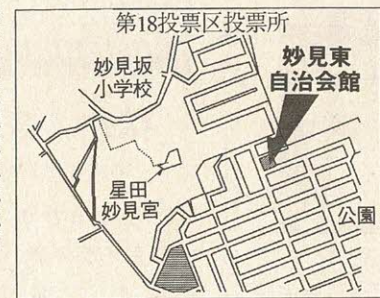 第18投票区投票所
妙見坂
小学校
妙見東
自治会館
星田
妙見宮
公園